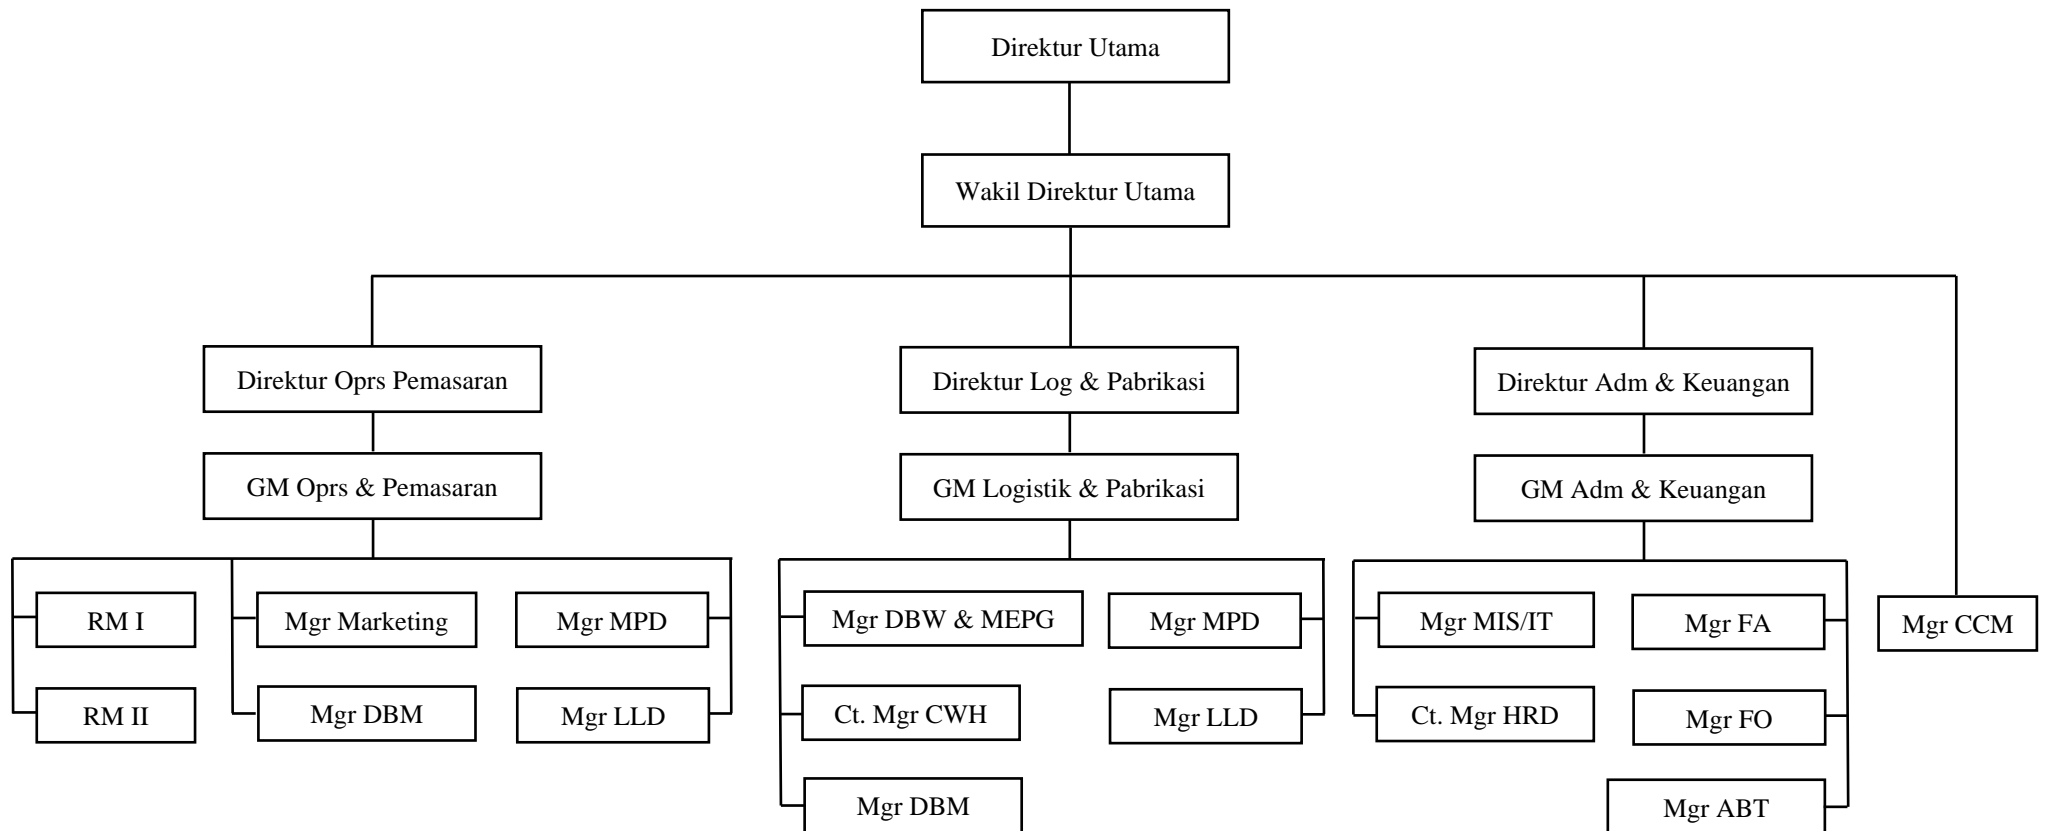 Direktur Utama
Wakil Direktur Utama
Direktur Oprs Pemasaran
Direktur Log & Pabrikasi
Direktur Adm & Keuangan
GM Oprs & Pemasaran
GM Logistik & Pabrikasi
GM Adm & Keuangan
RM I
Mgr Marketing
Mgr MPD
Mgr DBW & MEPG
Mgr MPD
Mgr MIS/IT
Mgr FA
Mgr CCM
RM II
Mgr DBM
Mgr LLD
Ct. Mgr CWH
Mgr LLD
Ct. Mgr HRD
Mgr FO
Mgr DBM
Mgr ABT